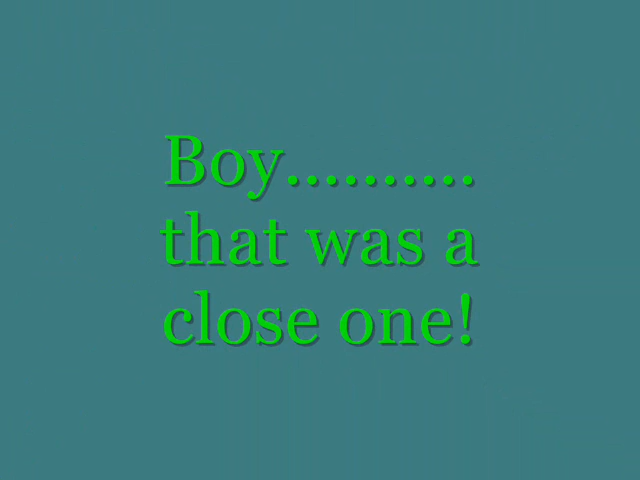 Boy..........
that was a
close one!